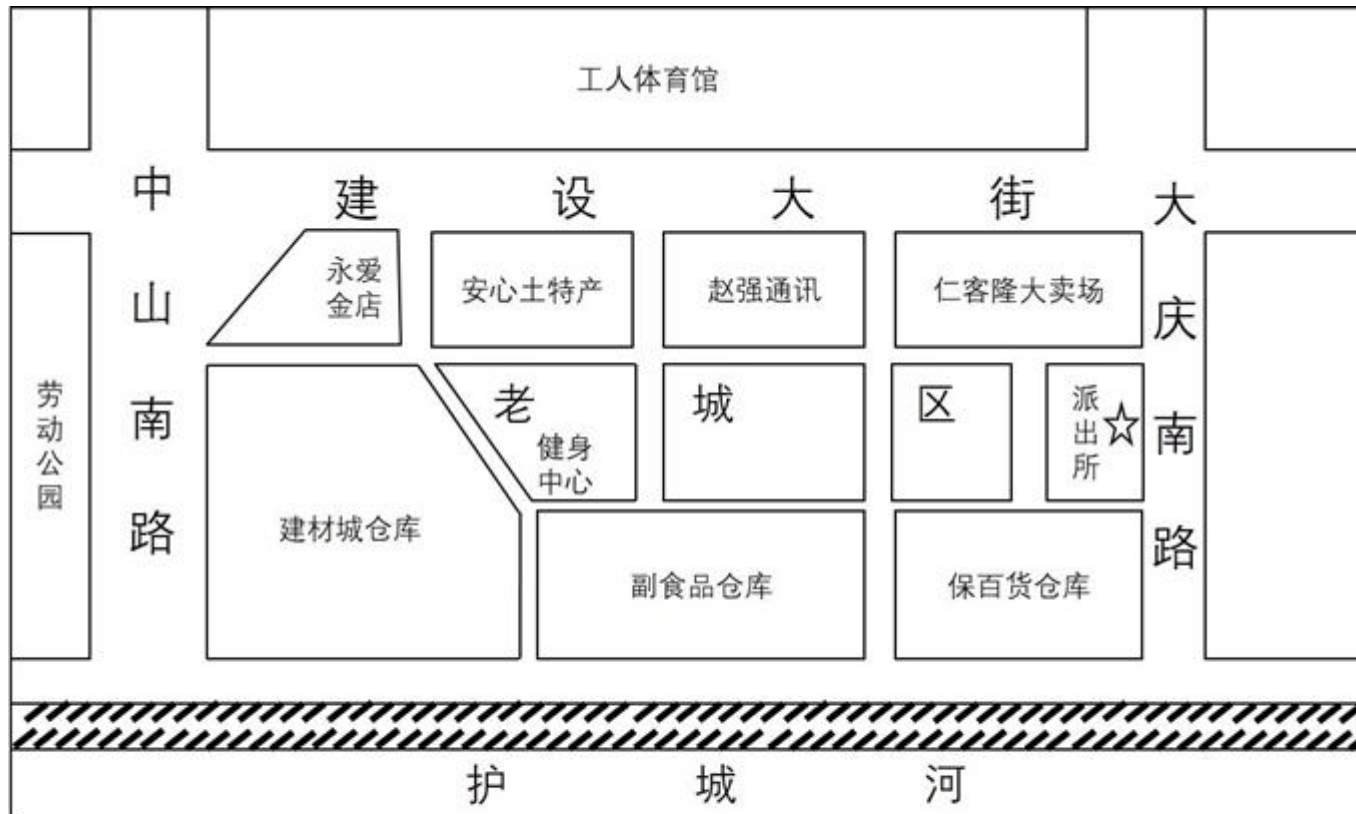 工人体育馆
建设大街
中山南路
大庆南路
永爱
金店
安心土特产
赵强通讯
仁客隆大卖场
劳动公园
老城区
健身
中心
派出所
建材城仓库
副食品仓库
保百货仓库
护城河